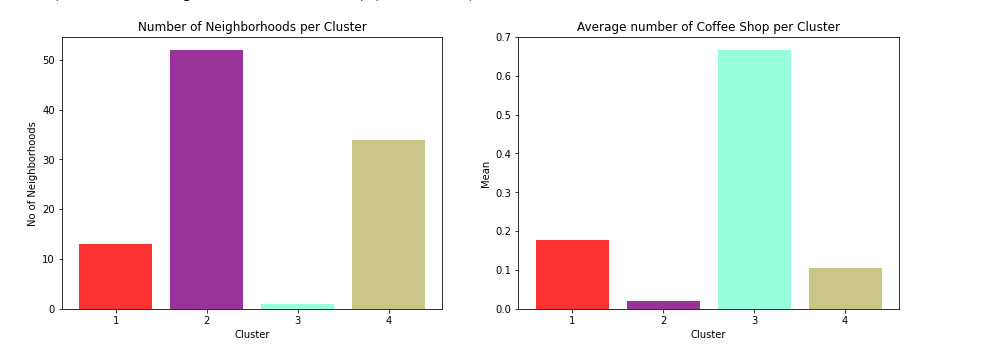 Number of Neighborhoods per Cluster
No of Neighborhoods
50
40
30
20
10
0
1 2 3 4
Cluster
Average number of Coffee Shop per Cluster
Mean
0.7
0.6
0.5
0.4
0.3
0.2
0.1
0.0
1 2 3 4
Cluster